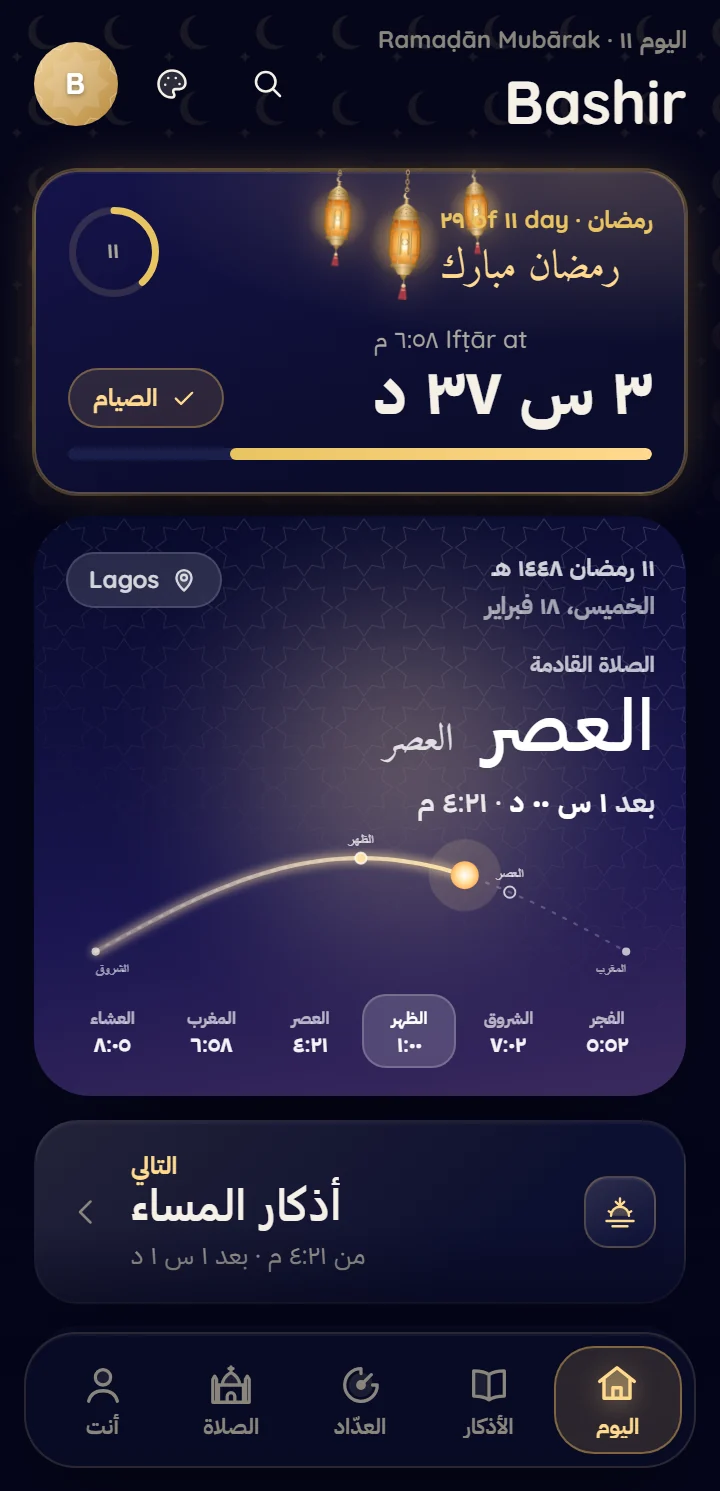 اليوم ١١ · Ramaḍān Mubārak
Bashir
B
رمضان · day ١١ of ٢٩
رمضان مبارك
١١
Ifṭār at ٦:٥٨ م
٣ س ٣٧ د
الصيام
١١ رمضان ١٤٤٨ هـ
الخميس، ١٨ فبراير
Lagos
الصلاة القادمة
العصر العصر
بعد ١ س ٠٠ د · ٤:٢١ م
الظهر
العصر
الشروق
المغرب
الفجر الشروق الظهر العصر المغرب العشاء
٥:٥٢ ٧:٠٢ ١:٠٠ ٤:٢١ ٦:٥٨ ٨:٠٥
التالي
أذكار المساء
من ٤:٢١ م · بعد ١ س ١ د
اليوم الأذكار العدّاد الصلاة أنت